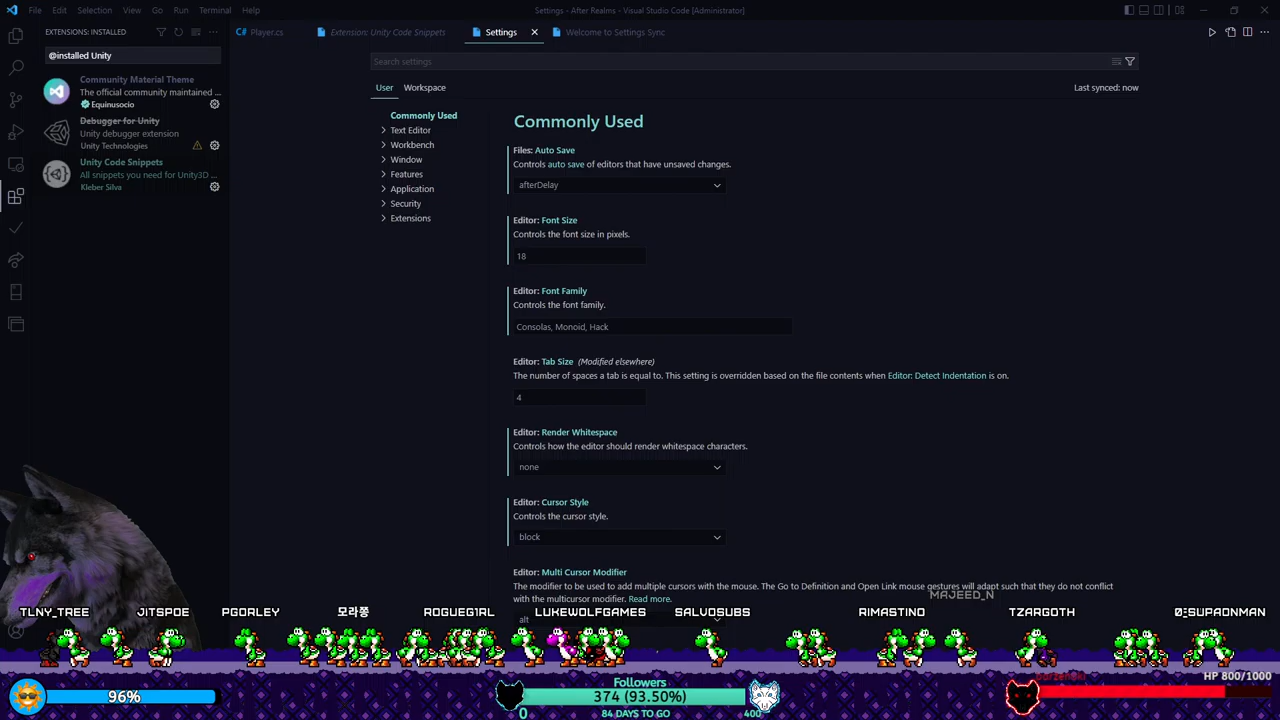 File Edit Selection View Go Run Terminal Help
Settings - After Realms - Visual Studio Code [Administrator]
EXTENSIONS: INSTALLED
Player.cs
Extension: Unity Code Snippets
Settings
Welcome to Settings Sync
@installed Unity
Community Material Theme
The official community maintained ...
Equinusocio
Debugger for Unity
Unity debugger extension
Unity Technologies
Unity Code Snippets
All snippets you need for Unity3D ...
Kleber Silva
Search settings
User Workspace
Last synced: now
Commonly Used
Text Editor
Workbench
Window
Features
Application
Security
Extensions
Commonly Used
Files: Auto Save
Controls auto save of editors that have unsaved changes.
afterDelay
Editor: Font Size
Controls the font size in pixels.
18
Editor: Font Family
Controls the font family.
Consolas, Monoid, Hack
Editor: Tab Size (Modified elsewhere)
The number of spaces a tab is equal to. This setting is overridden based on the file contents when Editor: Detect Indentation is on.
4
Editor: Render Whitespace
Controls how the editor should render whitespace characters.
none
Editor: Cursor Style
Controls the cursor style.
block
Editor: Multi Cursor Modifier
The modifier to be used to add multiple cursors with the mouse. The Go to Definition and Open Link mouse gestures will adapt such that they do not conflict
with the multicursor modifier. Read more.
MAJEED_N
alt
TLNY_TREE JITSPOE PGORLEY 모라쫑 ROGUEG1RL LUKEWOLFGAMES SALVOSUBS RIMASTINO TZARGOTH 0_SUPADNMAN
96%
Followers
374 (93.50%)
0 84 DAYS TO GO 400
HP 800/1000